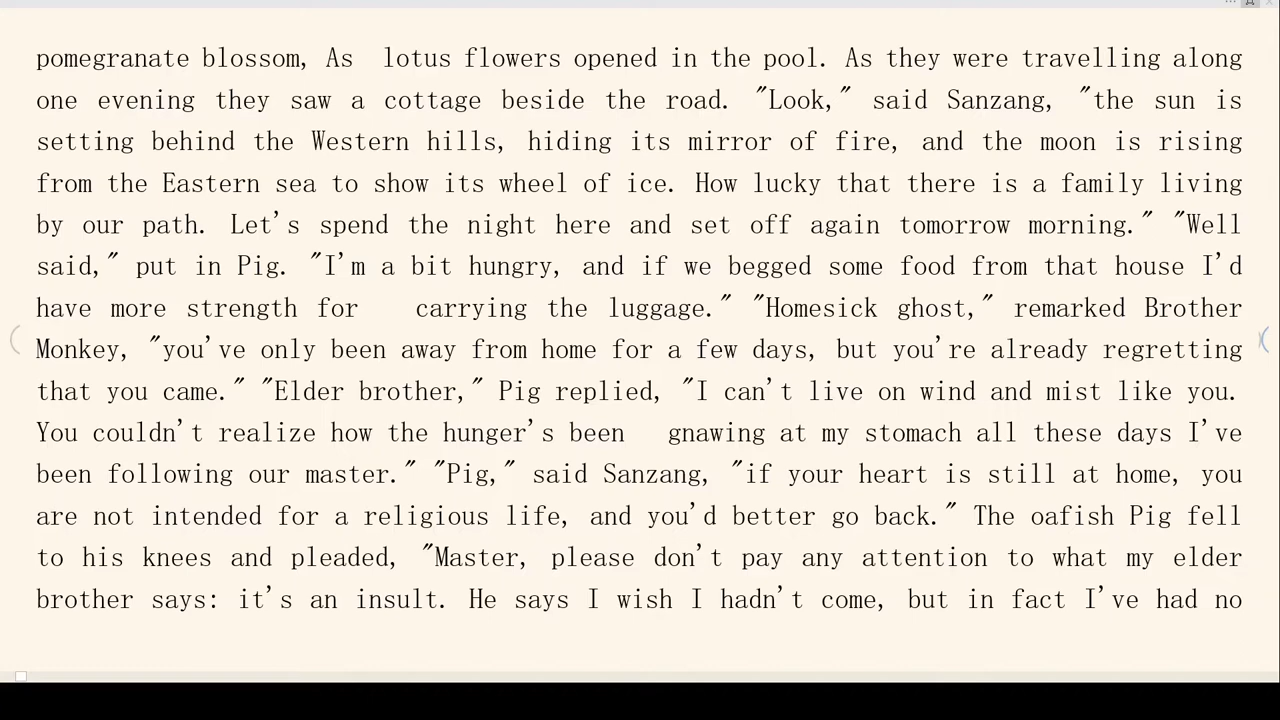 pomegranate blossom, As lotus flowers opened in the pool. As they were travelling along
one evening they saw a cottage beside the road. "Look," said Sanzang, "the sun is
setting behind the Western hills, hiding its mirror of fire, and the moon is rising
from the Eastern sea to show its wheel of ice. How lucky that there is a family living
by our path. Let's spend the night here and set off again tomorrow morning." "Well
said," put in Pig. "I'm a bit hungry, and if we begged some food from that house I'd
have more strength for carrying the luggage." "Homesick ghost," remarked Brother
Monkey, "you've only been away from home for a few days, but you're already regretting
that you came." "Elder brother," Pig replied, "I can't live on wind and mist like you.
You couldn't realize how the hunger's been gnawing at my stomach all these days I've
been following our master." "Pig," said Sanzang, "if your heart is still at home, you
are not intended for a religious life, and you'd better go back." The oafish Pig fell
to his knees and pleaded, "Master, please don't pay any attention to what my elder
brother says: it's an insult. He says I wish I hadn't come, but in fact I've had no